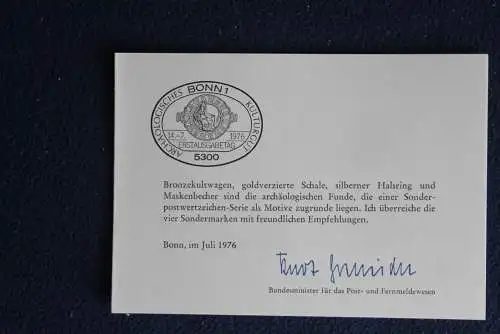 ARCHÄOLOGISCHES BONN 1 KULTURGUT
14.-7. 1976
ERSTAUSGABETAG
5300
Bronzekultwagen, goldverzierte Schale, silberner Halsring und
Maskenbecher sind die archäologischen Funde, die einer Sonder-
postwertzeichen-Serie als Motive zugrunde liegen. Ich überreiche die
vier Sondermarken mit freundlichen Empfehlungen.
Bonn, im Juli 1976
Kurt
Bundesminister für das Post- und Fernmeldewesen